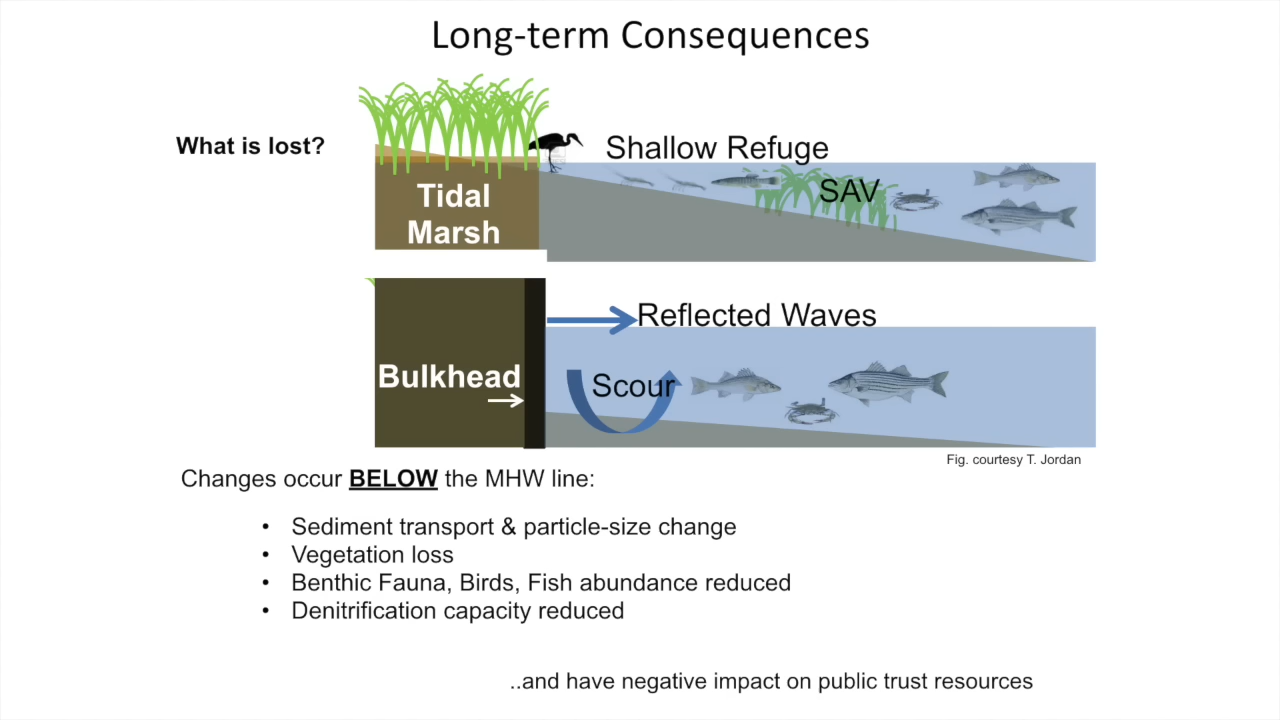 Long-term Consequences
What is lost?
Shallow Refuge
SAV
Tidal
Marsh
Reflected Waves
Bulkhead
Scour
Fig. courtesy T. Jordan
Changes occur BELOW the MHW line:
• Sediment transport & particle-size change
• Vegetation loss
• Benthic Fauna, Birds, Fish abundance reduced
• Denitrification capacity reduced
..and have negative impact on public trust resources